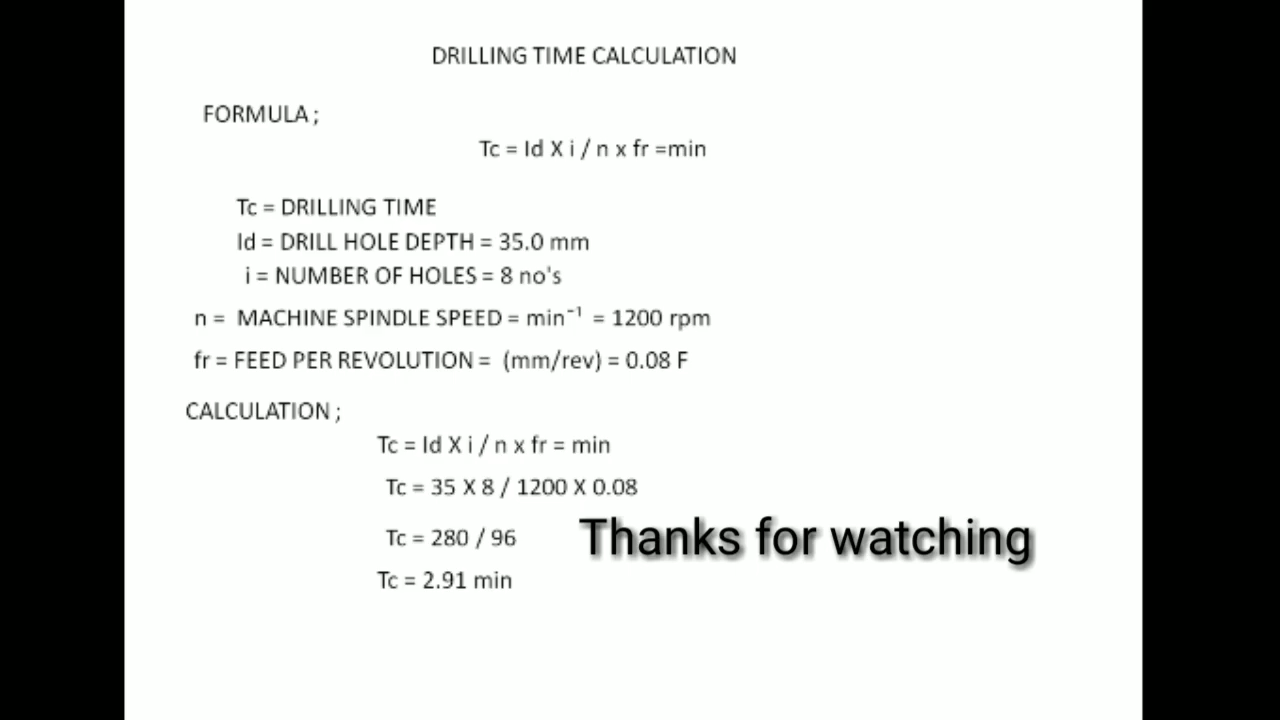 DRILLING TIME CALCULATION
FORMULA ;
Tc = Id X i / n x fr =min
Tc = DRILLING TIME
Id = DRILL HOLE DEPTH = 35.0 mm
i = NUMBER OF HOLES = 8 no's
n = MACHINE SPINDLE SPEED = min⁻¹ = 1200 rpm
fr = FEED PER REVOLUTION = (mm/rev) = 0.08 F
CALCULATION ;
Tc = Id X i / n x fr = min
Tc = 35 X 8 / 1200 X 0.08
Tc = 280 / 96
Thanks for watching
Tc = 2.91 min